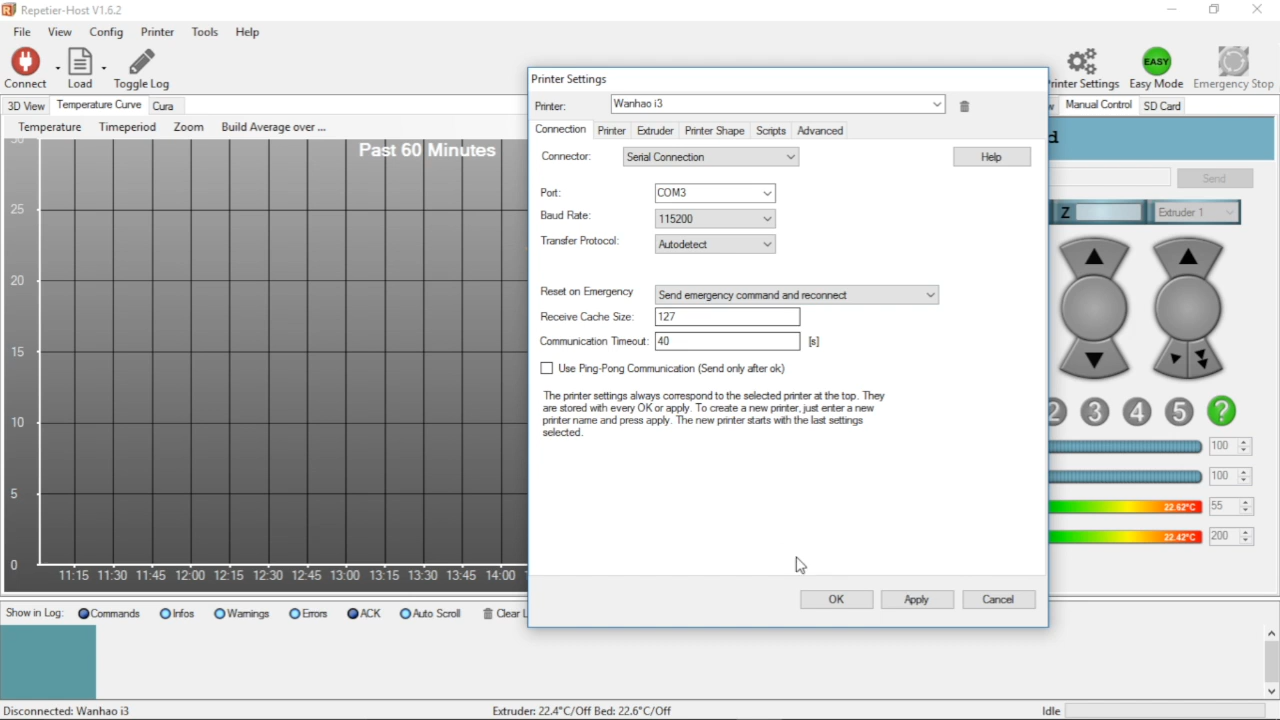 Repetier-Host V1.6.2
File View Config Printer Tools Help
Connect Load Toggle Log
Printer Settings Easy Mode Emergency Stop
EASY
3D View Temperature Curve Cura
Manual Control SD Card
Temperature Timeperiod Zoom Build Average over ...
Past 60 Minutes
25
20
15
10
5
0
11:15 11:30 11:45 12:00 12:15 12:30 12:45 13:00 13:15 13:30 13:45 14:00
Printer Settings
Printer: Wanhao i3
Connection Printer Extruder Printer Shape Scripts Advanced
Connector: Serial Connection Help
Port: COM3
Baud Rate: 115200
Transfer Protocol: Autodetect
Reset on Emergency Send emergency command and reconnect
Receive Cache Size: 127
Communication Timeout: 40 [s]
Use Ping-Pong Communication (Send only after ok)
The printer settings always correspond to the selected printer at the top. They
are stored with every OK or apply. To create a new printer, just enter a new
printer name and press apply. The new printer starts with the last settings
selected.
OK Apply Cancel
d
Send
Z Extruder 1
2 3 4 5 ?
100
100
22.62°C 55
22.42°C 200
Show in Log: Commands Infos Warnings Errors ACK Auto Scroll Clear L
Disconnected: Wanhao i3 Extruder: 22.4°C/Off Bed: 22.6°C/Off Idle